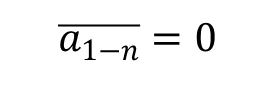 $\overline{a_{1-n}} = 0$